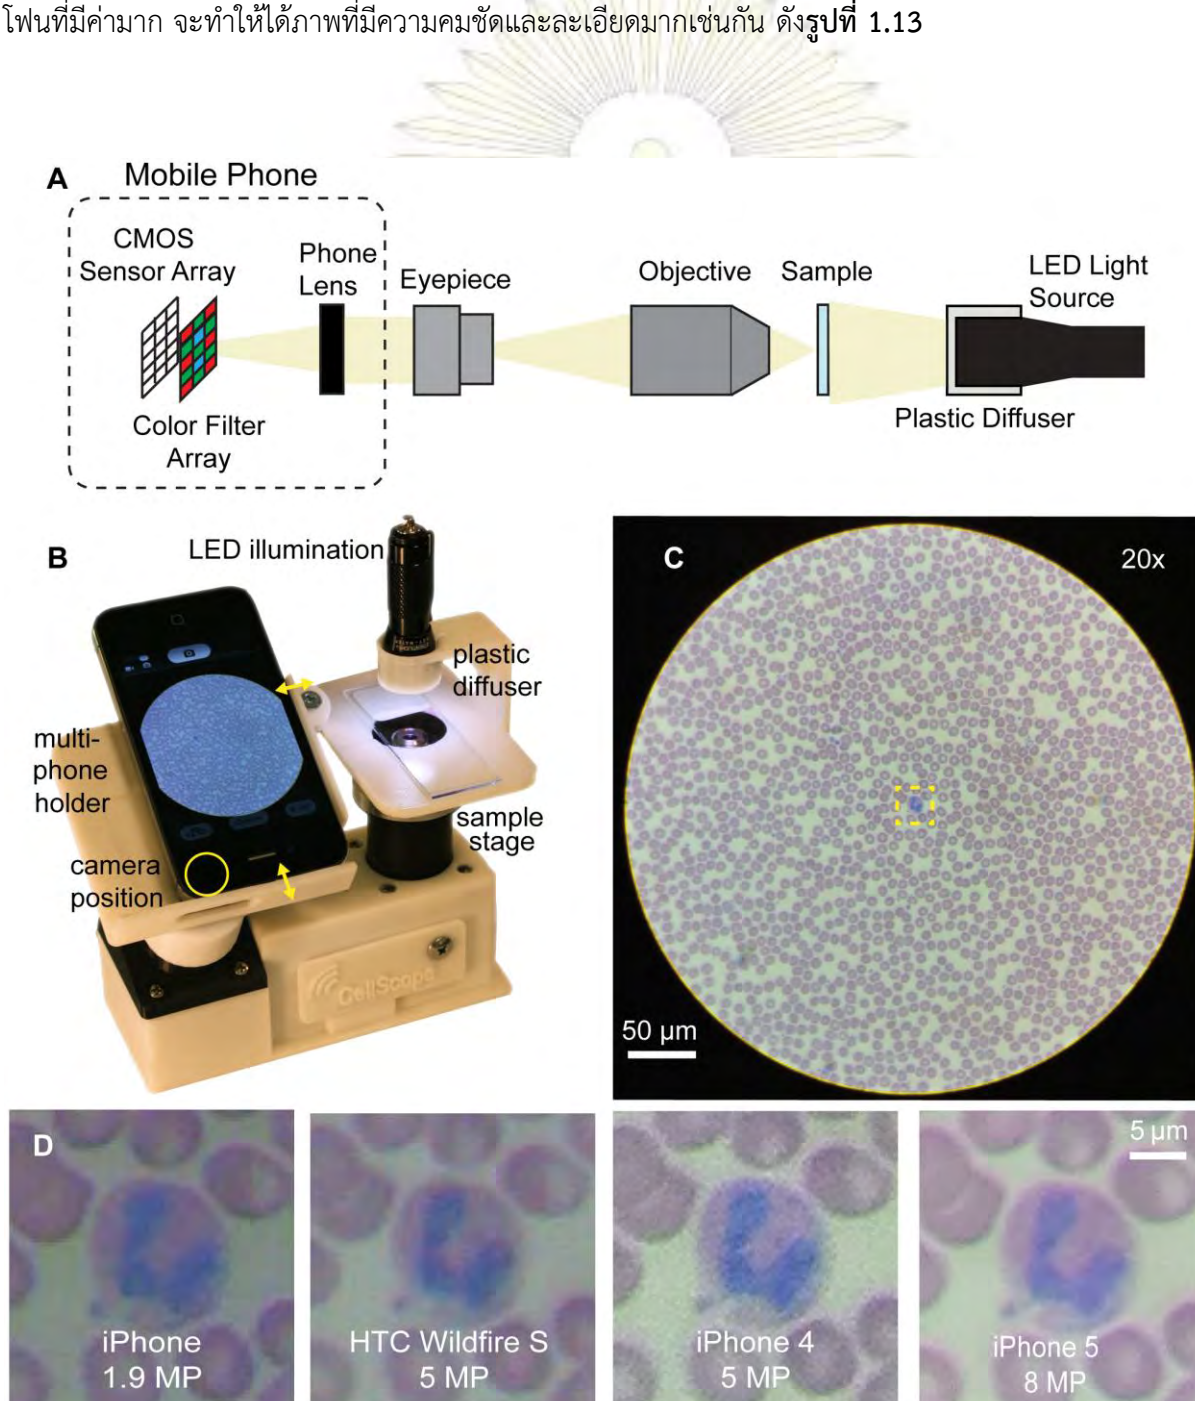 โฟนที่มีค่ามาก จะทำให้ได้ภาพที่มีความคมชัดและละเอียดมากเช่นกัน ดังรูปที่ 1.13
A
Mobile Phone
CMOS
Sensor Array
Phone
Lens
Eyepiece
Objective
Sample
LED Light
Source
Color Filter
Array
Plastic Diffuser
B
LED illumination
plastic
diffuser
multi-
phone
holder
sample
stage
camera
position
CellScope
C
20x
50 µm
D
5 µm
iPhone
1.9 MP
HTC Wildfire S
5 MP
iPhone 4
5 MP
iPhone 5
8 MP